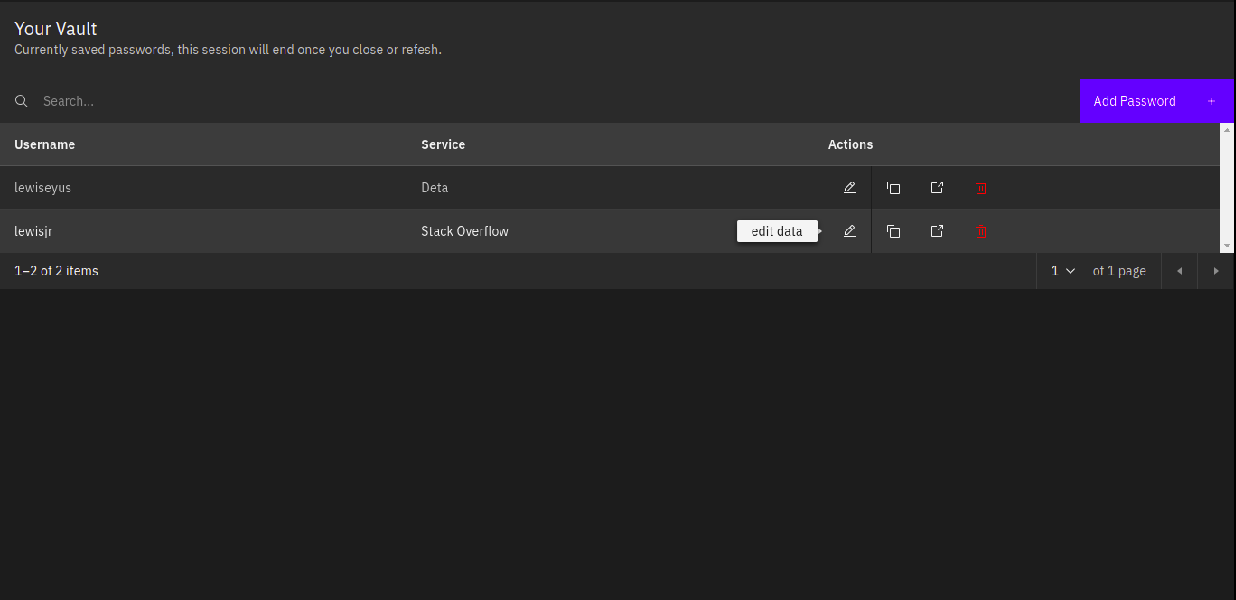 Your Vault
Currently saved passwords, this session will end once you close or refesh.
Search...
Add Password +
Username Service Actions
lewiseyus Deta
lewisjr Stack Overflow edit data
1–2 of 2 items 1 of 1 page